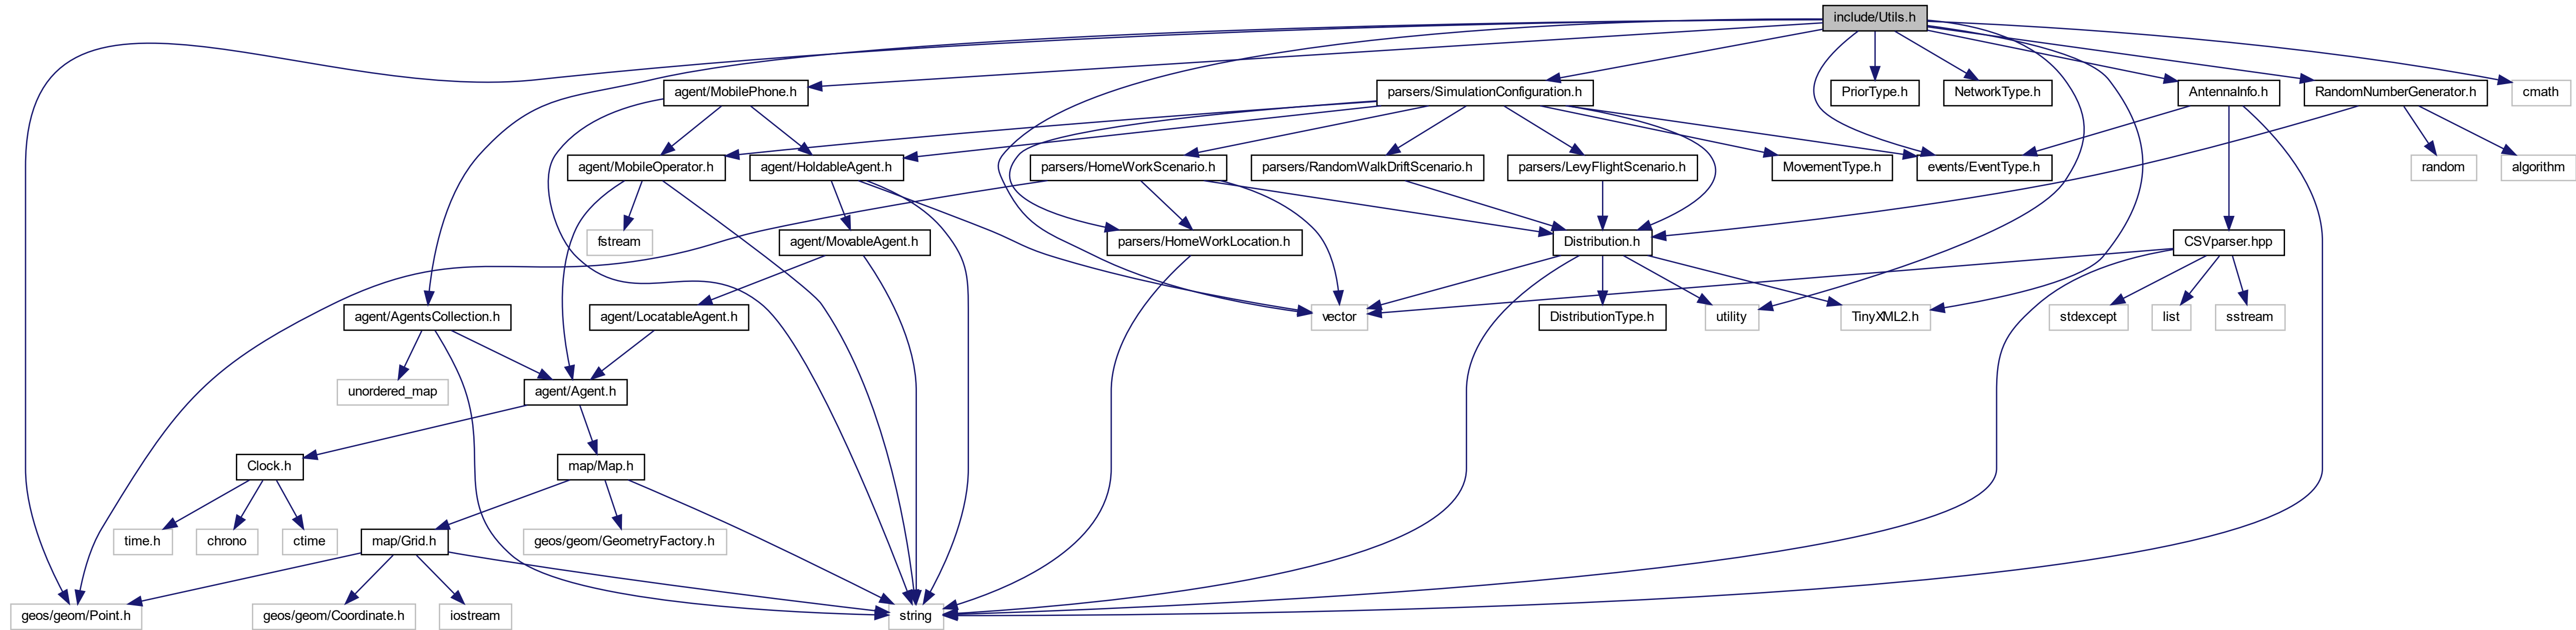 include/Utils.h
agent/MobilePhone.h
parsers/SimulationConfiguration.h
PriorType.h
NetworkType.h
AntennaInfo.h
RandomNumberGenerator.h
cmath
agent/MobileOperator.h
agent/HoldableAgent.h
parsers/HomeWorkScenario.h
parsers/RandomWalkDriftScenario.h
parsers/LevyFlightScenario.h
MovementType.h
events/EventType.h
random
algorithm
fstream
agent/MovableAgent.h
parsers/HomeWorkLocation.h
Distribution.h
CSVparser.hpp
agent/AgentsCollection.h
agent/LocatableAgent.h
vector
DistributionType.h
utility
TinyXML2.h
stdexcept
list
sstream
unordered_map
agent/Agent.h
Clock.h
map/Map.h
time.h
chrono
ctime
map/Grid.h
geos/geom/GeometryFactory.h
geos/geom/Point.h
geos/geom/Coordinate.h
iostream
string